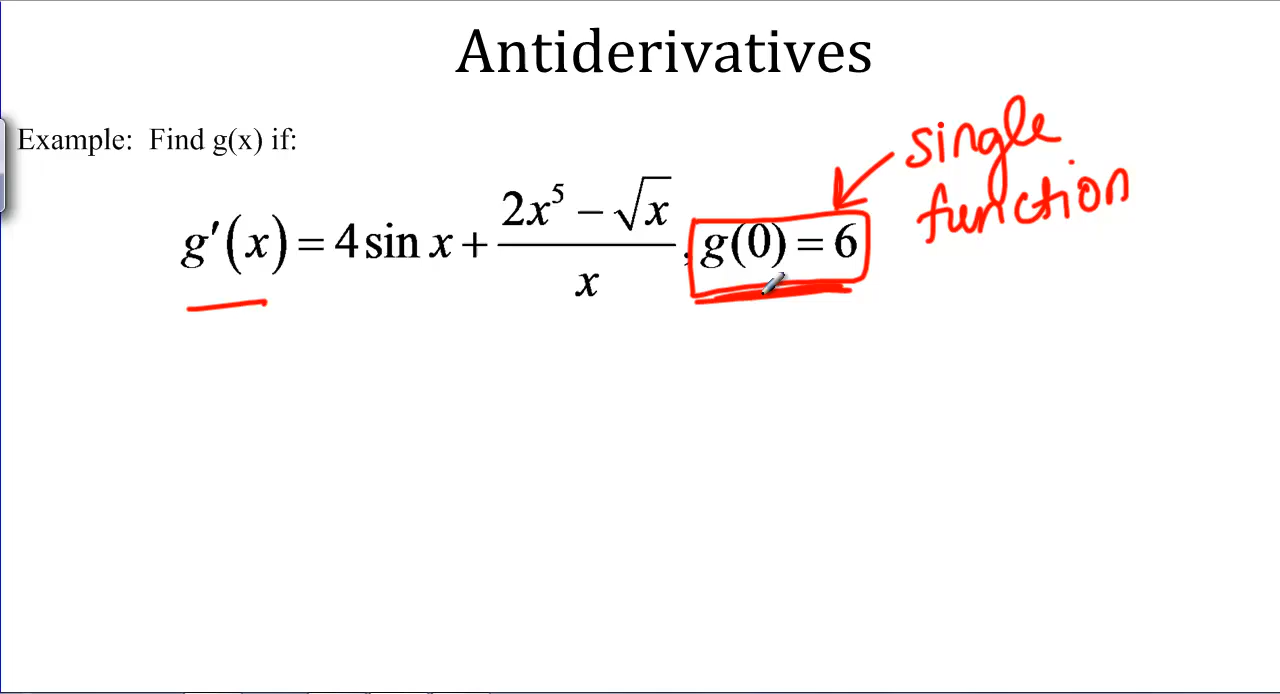 Antiderivatives
Example: Find g(x) if:
single
function
g′(x) = 4 sin x + (2x⁵ − √x)/x, g(0) = 6